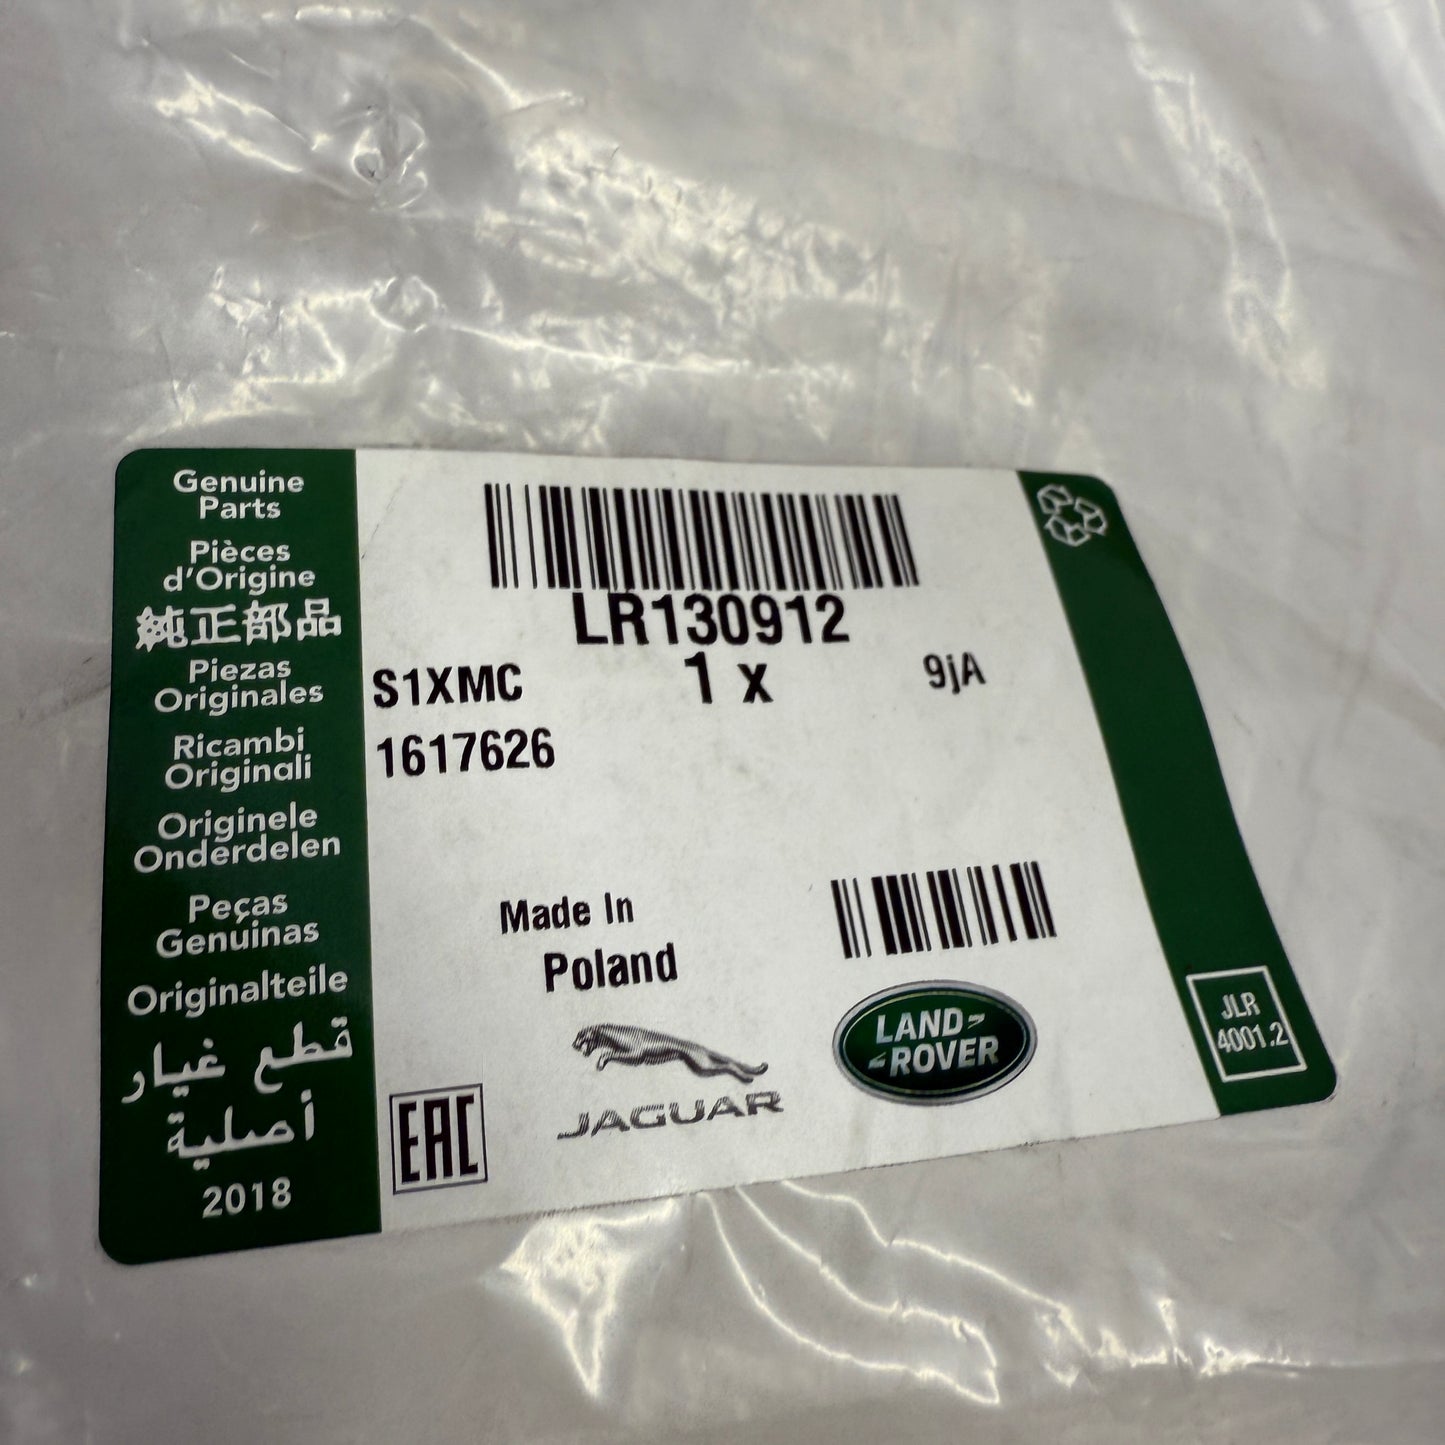 Genuine
Parts
Pièces
d'Origine
純正部品
Piezas
Originales
Ricambi
Originali
Originele
Onderdelen
Peças
Genuinas
Originalteile
قطع غيار
أصلية
2018
LR130912
S1XMC 1 x 9jA
1617626
Made In
Poland
JAGUAR
LAND
ROVER
EAC
JLR
4001.2